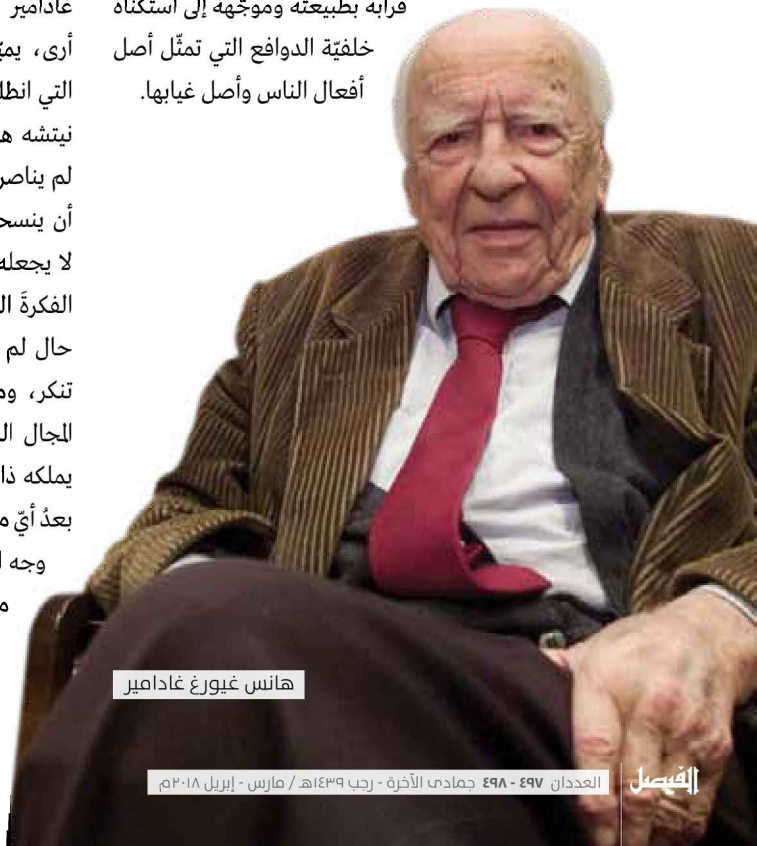 قرابة بطبيعته وموجّهة إلى استكناه
خلفيّة الدوافع التي تمثّل أصل
أفعال الناس وأصل غيابها.
غادامير
أرى، يميّ
التي انطل
نيتشه ه
لم يناصر
أن ينسح
لا يجعله
الفكرةَ ال
حال لم
تنكر، وم
المجال ال
يملكه ذا
بعدُ أيّ م
وجه ا
م
هانس غيورغ غادامير
الفيصل
العددان ٤٩٧ - ٤٩٨ جمادى الآخرة - رجب ١٤٣٩هـ / مارس - إبريل ٢٠١٨م